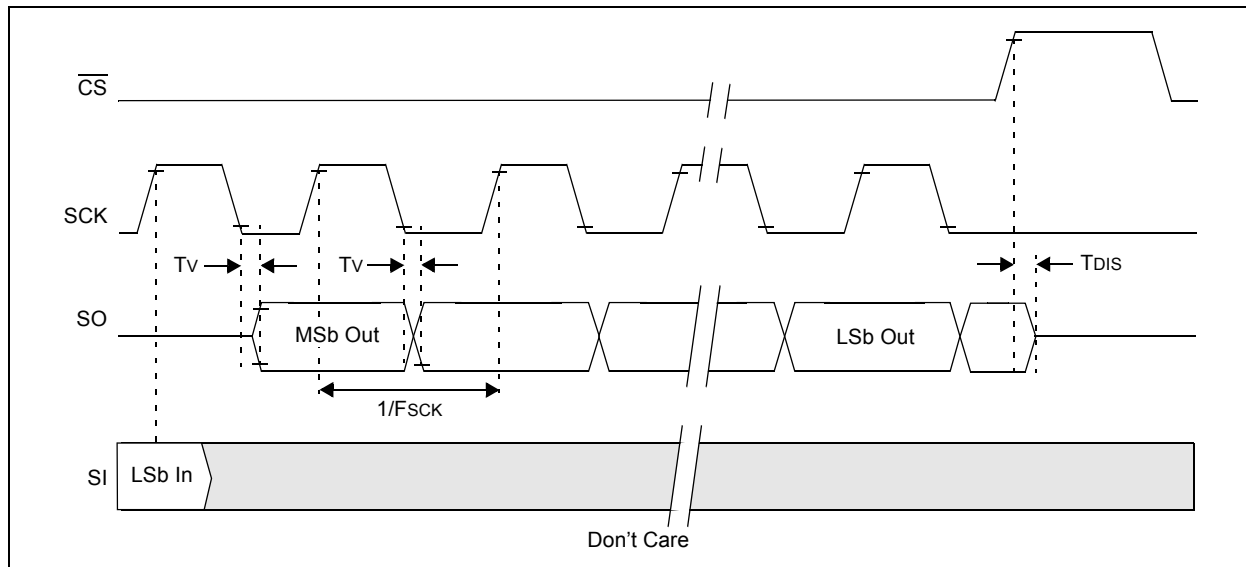 CS
SCK
TV
TV
TDIS
SO
MSb Out
LSb Out
1/FSCK
SI
LSb In
Don't Care